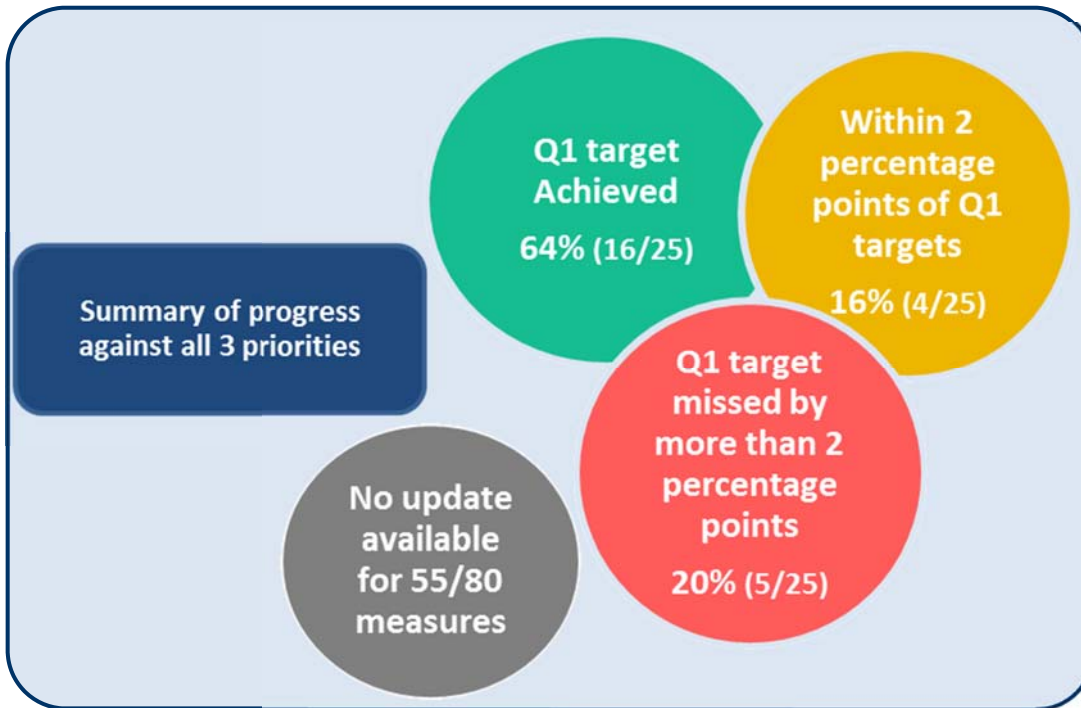 Q1 target
Achieved
64% (16/25)
Within 2
percentage
points of Q1
targets
16% (4/25)
Summary of progress
against all 3 priorities
Q1 target
missed by
more than 2
percentage
points
20% (5/25)
No update
available
for 55/80
measures